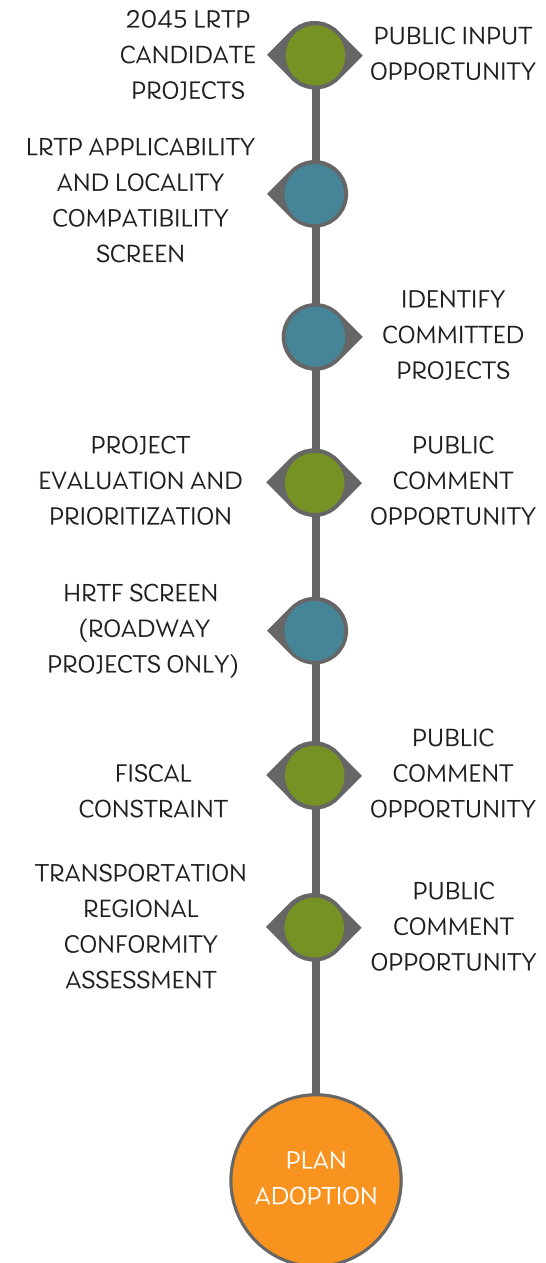 2045 LRTP
CANDIDATE
PROJECTS
PUBLIC INPUT
OPPORTUNITY
LRTP APPLICABILITY
AND LOCALITY
COMPATIBILITY
SCREEN
IDENTIFY
COMMITTED
PROJECTS
PROJECT
EVALUATION AND
PRIORITIZATION
PUBLIC
COMMENT
OPPORTUNITY
HRTF SCREEN
(ROADWAY
PROJECTS ONLY)
FISCAL
CONSTRAINT
PUBLIC
COMMENT
OPPORTUNITY
TRANSPORTATION
REGIONAL
CONFORMITY
ASSESSMENT
PUBLIC
COMMENT
OPPORTUNITY
PLAN
ADOPTION